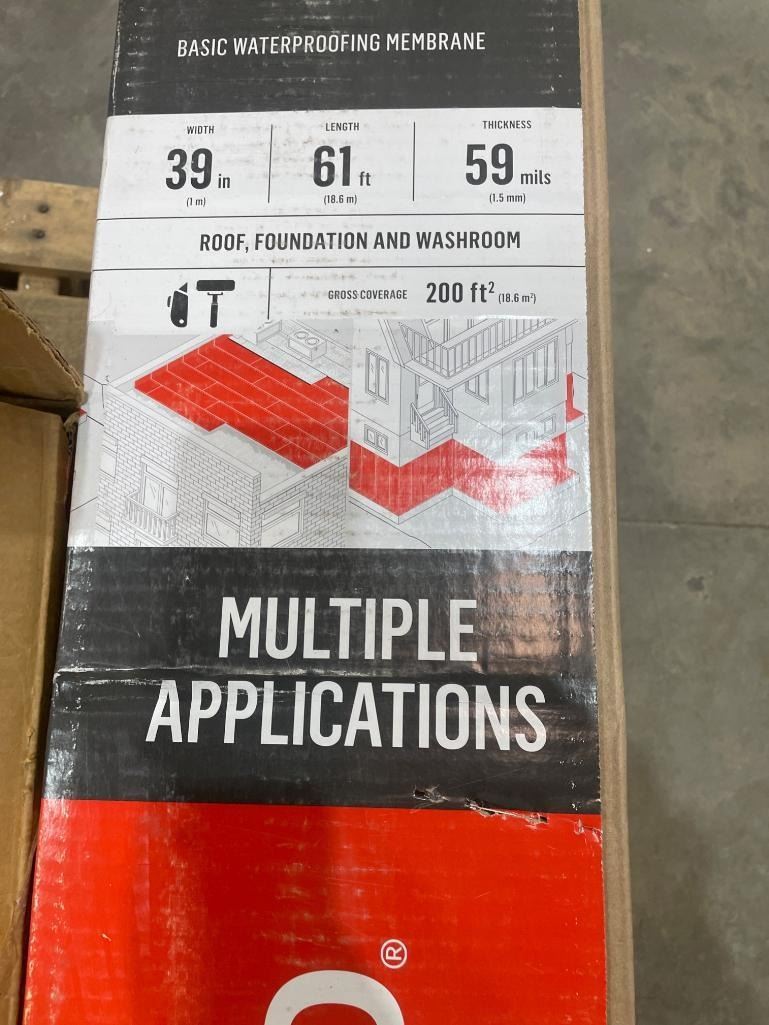 BASIC WATERPROOFING MEMBRANE
WIDTH LENGTH THICKNESS
39 in 61 ft 59 mils
(1 m) (18.6 m) (1.5 mm)
ROOF, FOUNDATION AND WASHROOM
GROSS COVERAGE 200 ft² (18.6 m²)
MULTIPLE
APPLICATIONS
®